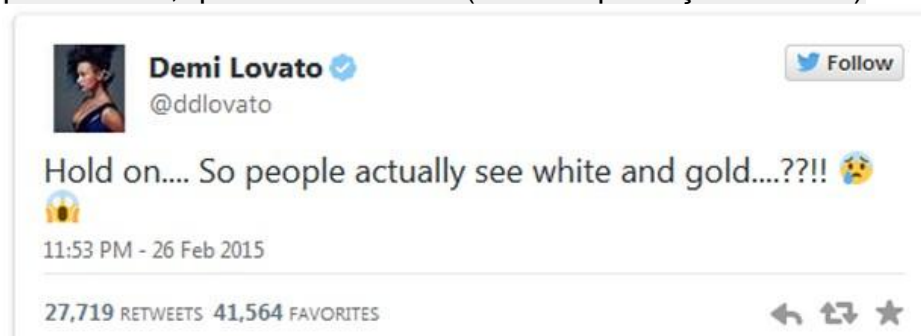 Demi Lovato
@ddlovato
Follow
Hold on.... So people actually see white and gold....??!! 😰
😱
11:53 PM - 26 Feb 2015
27,719 RETWEETS 41,564 FAVORITES